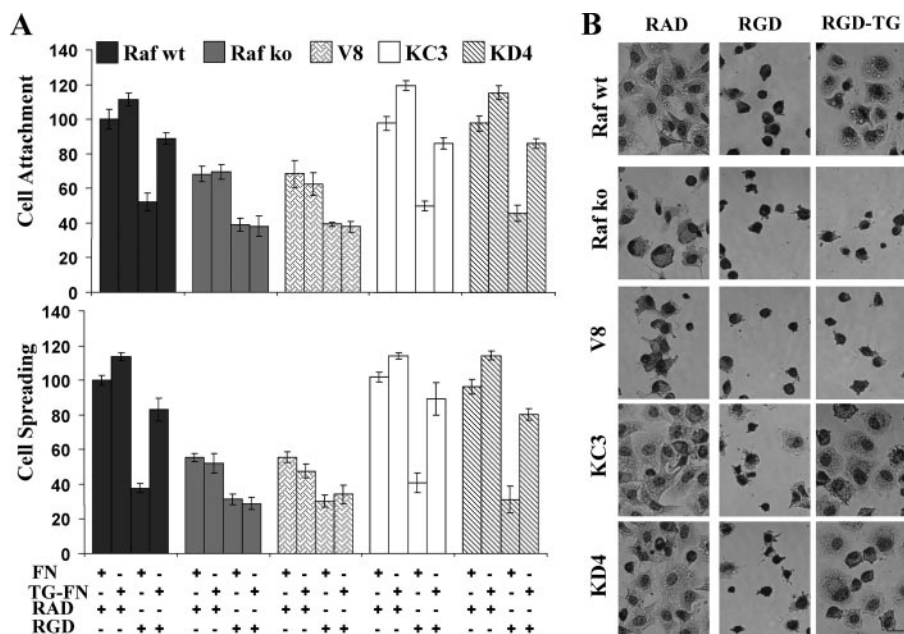 A
Raf wt Raf ko V8 KC3 KD4
Cell Attachment
140
120
100
80
60
40
20
0
Cell Spreading
140
120
100
80
60
40
20
0
FN + - + - + - + - + - + - + - + - + - + -
TG-FN - + - + - + - + - + - + - + - + - + - +
RAD + + - - + + - - + + - - + + - - + + - -
RGD - - + + - - + + - - + + - - + + - - + +
B
RAD RGD RGD-TG
Raf wt
Raf ko
V8
KC3
KD4